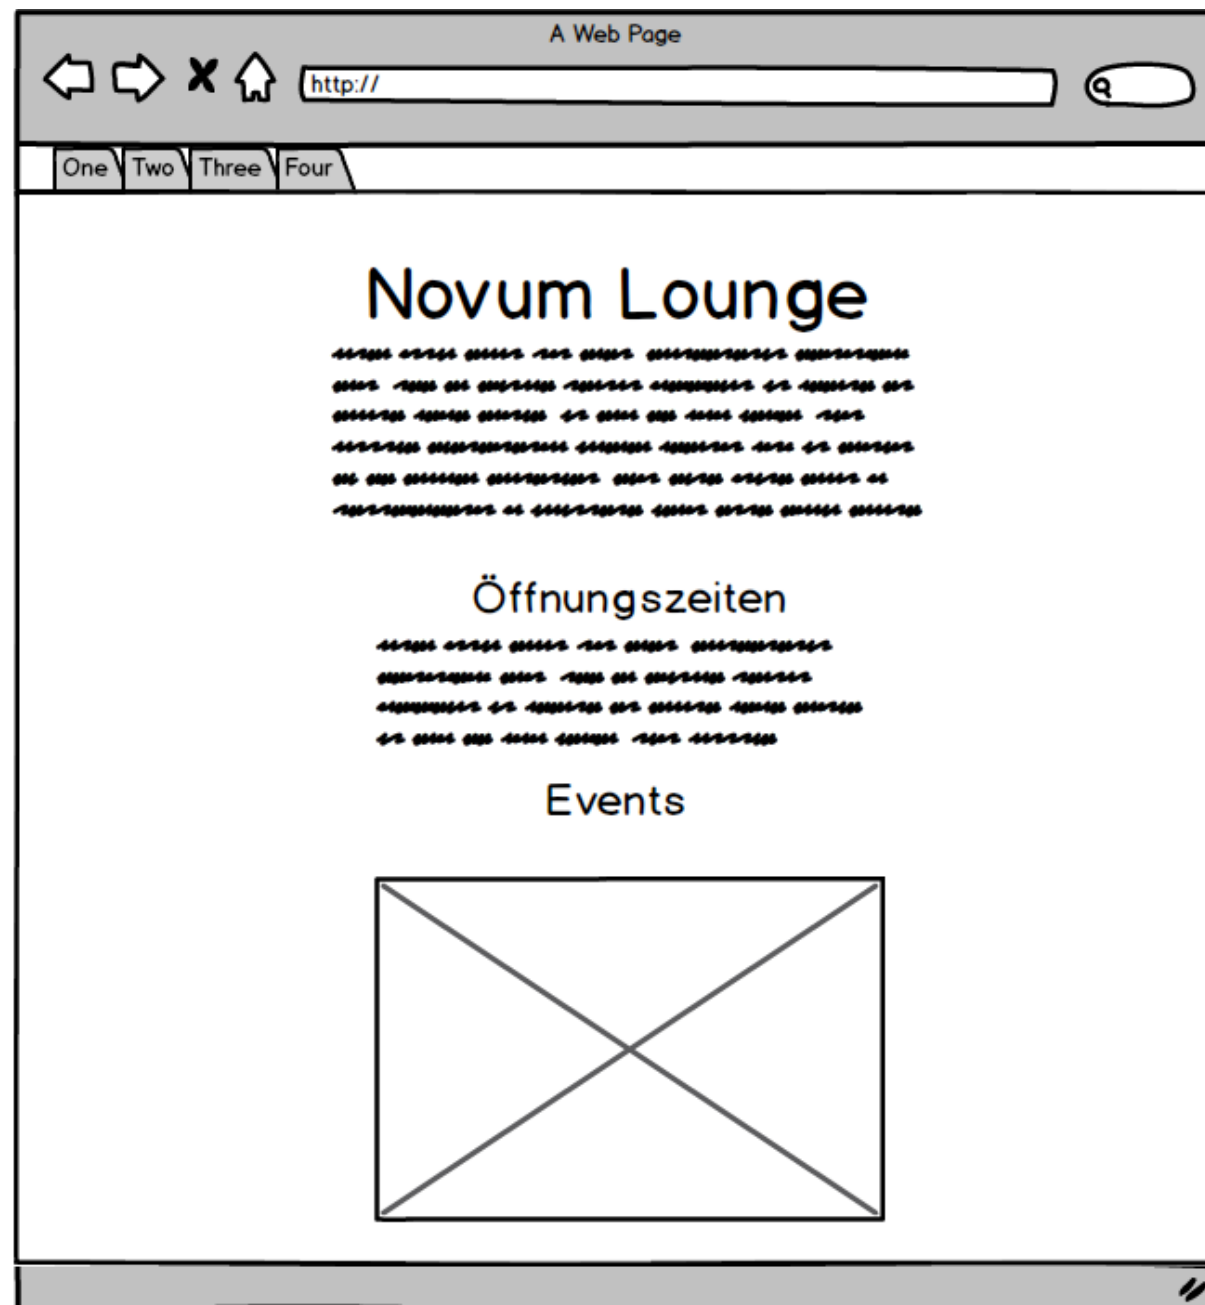 A Web Page
http://
One Two Three Four
Novum Lounge
Öffnungszeiten
Events